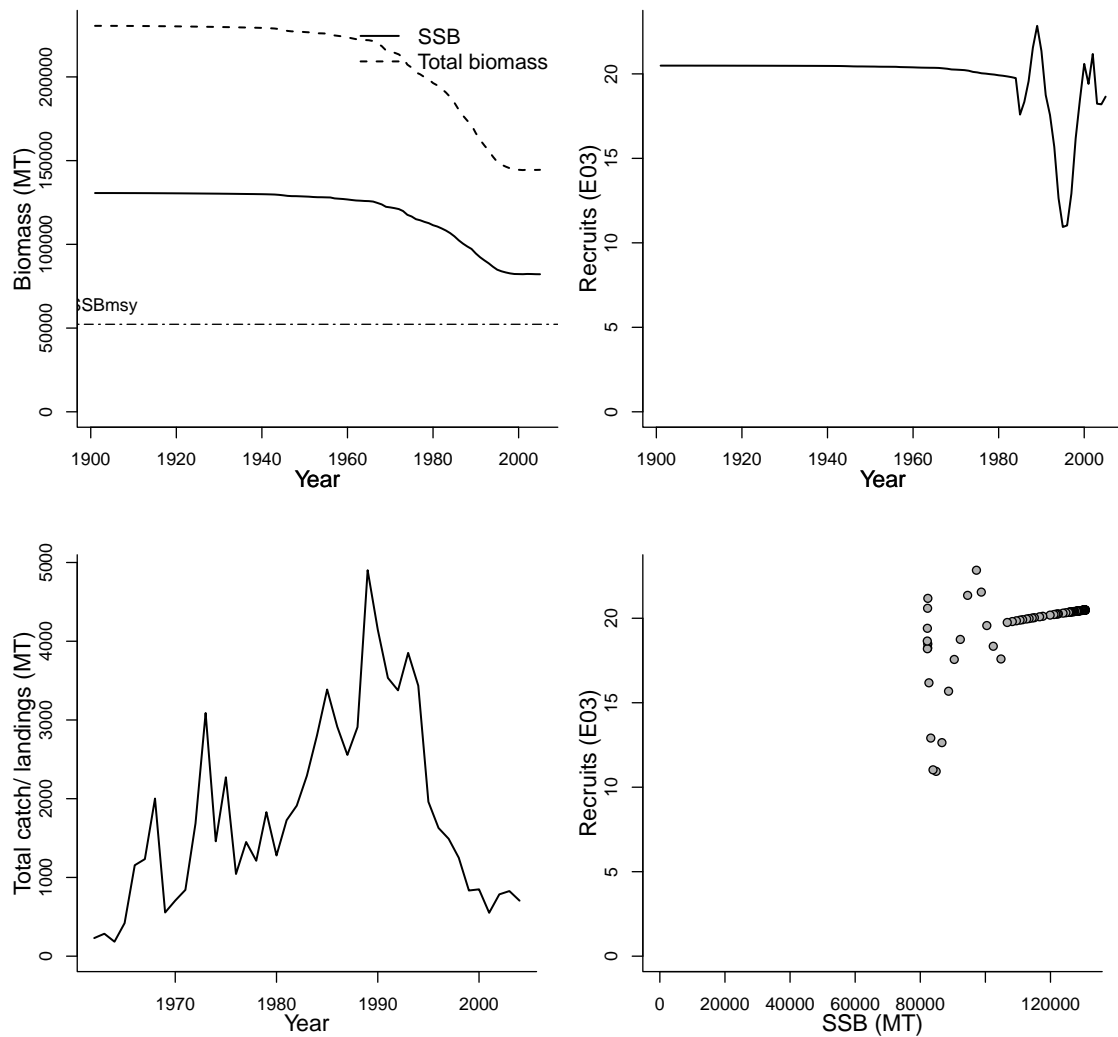 SSB
Total biomass
Biomass (MT)
0 50000 100000 150000 200000
SSBmsy
1900 1920 1940 1960 1980 2000
Year
Recruits (E03)
0 5 10 15 20
1900 1920 1940 1960 1980 2000
Year
Total catch/ landings (MT)
0 1000 2000 3000 4000 5000
1970 1980 1990 2000
Year
Recruits (E03)
0 5 10 15 20
0 20000 40000 60000 80000 120000
SSB (MT)